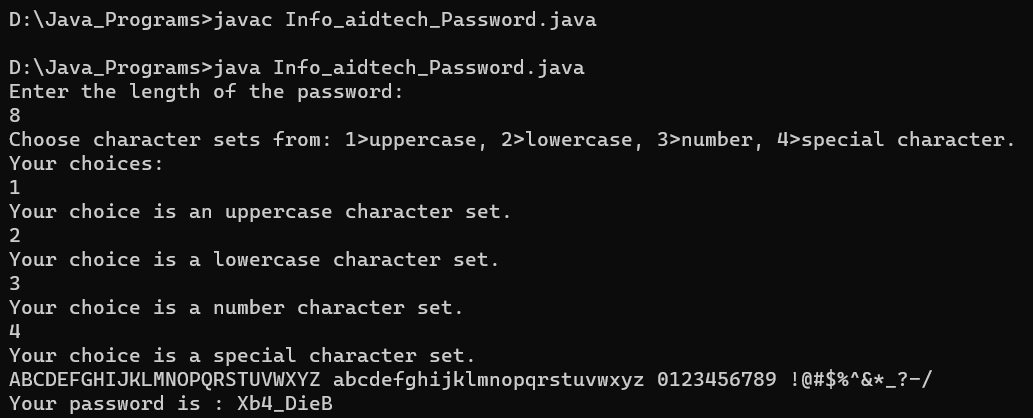 D:\Java_Programs>javac Info_aidtech_Password.java
D:\Java_Programs>java Info_aidtech_Password.java
Enter the length of the password:
8
Choose character sets from: 1>uppercase, 2>lowercase, 3>number, 4>special character.
Your choices:
1
Your choice is an uppercase character set.
2
Your choice is a lowercase character set.
3
Your choice is a number character set.
4
Your choice is a special character set.
ABCDEFGHIJKLMNOPQRSTUVWXYZ abcdefghijklmnopqrstuvwxyz 0123456789 !@#$%^&*_?-/
Your password is : Xb4_DieB